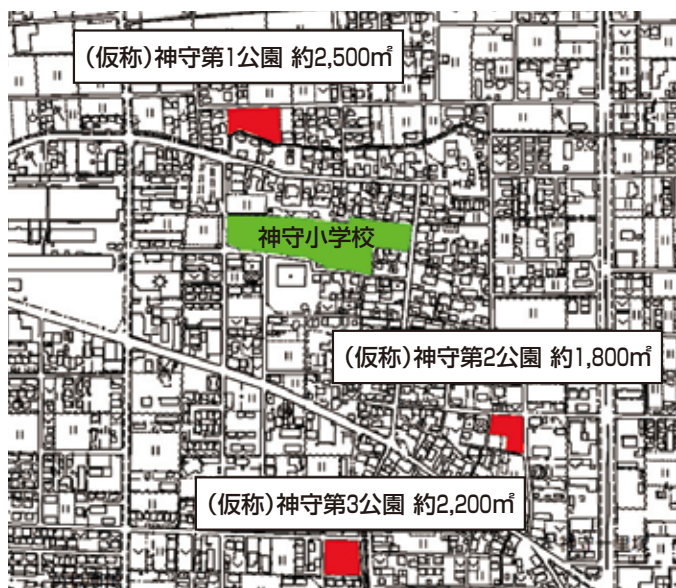 (仮称)神守第1公園 約2,500㎡
神守小学校
(仮称)神守第2公園 約1,800㎡
(仮称)神守第3公園 約2,200㎡